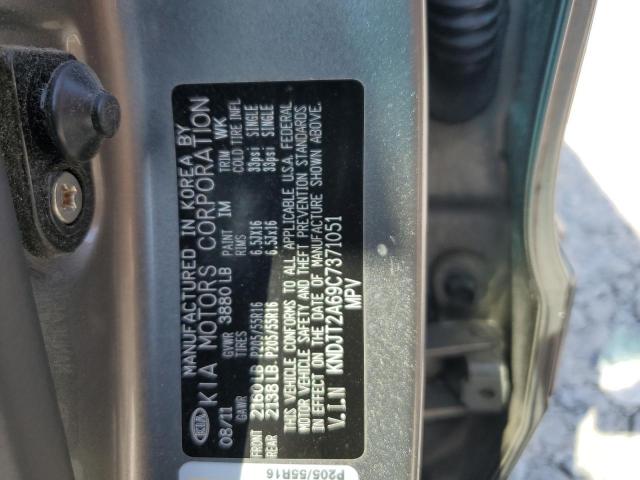 KIA
MANUFACTURED IN KOREA BY
KIA MOTORS CORPORATION
08/11 GVWR 3880 LB PAINT IM TRIM WK
GAWR TIRES RIMS COLD TIRE INFL
FRONT 2160 LB P205/55R16 6.5Jx16 33psi SINGLE
REAR 2138 LB P205/55R16 6.5Jx16 33psi SINGLE
THIS VEHICLE CONFORMS TO ALL APPLICABLE U.S.A. FEDERAL
MOTOR VEHICLE SAFETY AND THEFT PREVENTION STANDARDS
IN EFFECT ON THE DATE OF MANUFACTURE SHOWN ABOVE.
V.I.N KNDJT2A69C7371051
MPV
P205/55R16